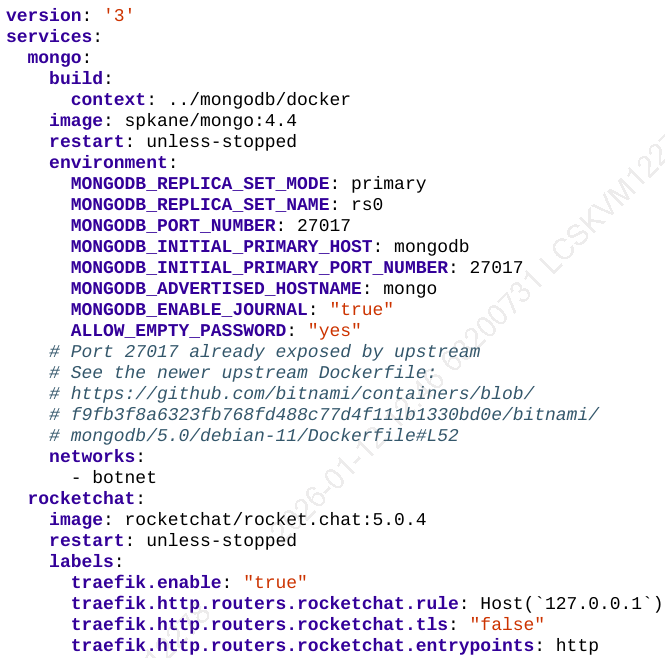 version: '3'
services:
  mongo:
    build:
      context: ../mongodb/docker
    image: spkane/mongo:4.4
    restart: unless-stopped
    environment:
      MONGODB_REPLICA_SET_MODE: primary
      MONGODB_REPLICA_SET_NAME: rs0
      MONGODB_PORT_NUMBER: 27017
      MONGODB_INITIAL_PRIMARY_HOST: mongodb
      MONGODB_INITIAL_PRIMARY_PORT_NUMBER: 27017
      MONGODB_ADVERTISED_HOSTNAME: mongo
      MONGODB_ENABLE_JOURNAL: "true"
      ALLOW_EMPTY_PASSWORD: "yes"
    # Port 27017 already exposed by upstream
    # See the newer upstream Dockerfile:
    # https://github.com/bitnami/containers/blob/
    # f9fb3f8a6323fb768fd488c77d4f111b1330bd0e/bitnami/
    # mongodb/5.0/debian-11/Dockerfile#L52
    networks:
      - botnet
  rocketchat:
    image: rocketchat/rocket.chat:5.0.4
    restart: unless-stopped
    labels:
      traefik.enable: "true"
      traefik.http.routers.rocketchat.rule: Host(`127.0.0.1`)
      traefik.http.routers.rocketchat.tls: "false"
      traefik.http.routers.rocketchat.entrypoints: http